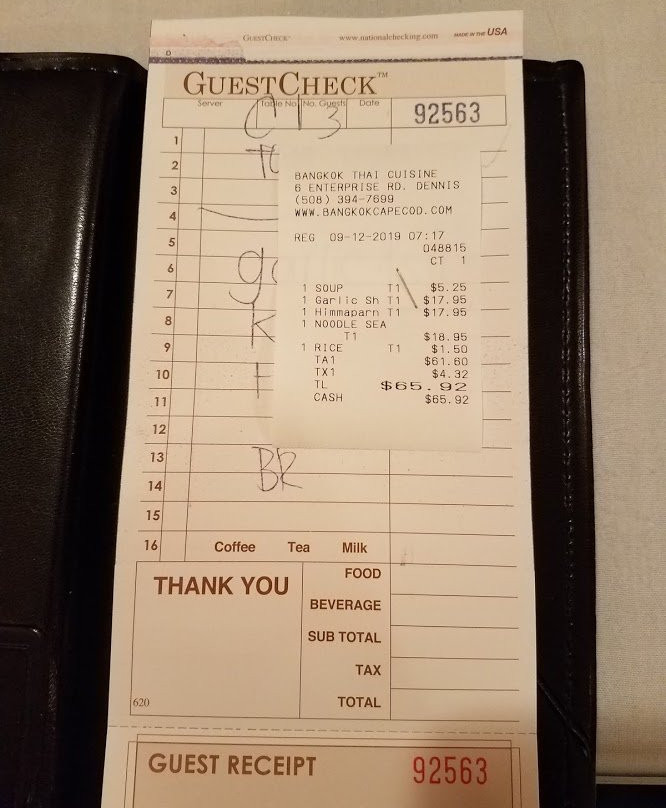 GUESTCHECK www.nationalchecking.com MADE IN THE USA
GUESTCHECK™
Server Table No. No. Guests Date 92563
C13
1
2
3
4
5
6
7
8
9
10
11
12
13
14
15
16
BANGKOK THAI CUISINE
6 ENTERPRISE RD. DENNIS
(508) 394-7699
WWW.BANGKOKCAPECOD.COM
REG 09-12-2019 07:17
048815
CT 1
1 SOUP T1 $5.25
1 Garlic Sh T1 $17.95
1 Himmaparn T1 $17.95
1 NOODLE SEA
T1 $18.95
1 RICE T1 $1.50
TA1 $61.60
TX1 $4.32
TL $65.92
CASH $65.92
BR
Coffee Tea Milk
THANK YOU
FOOD
BEVERAGE
SUB TOTAL
TAX
TOTAL
620
GUEST RECEIPT 92563